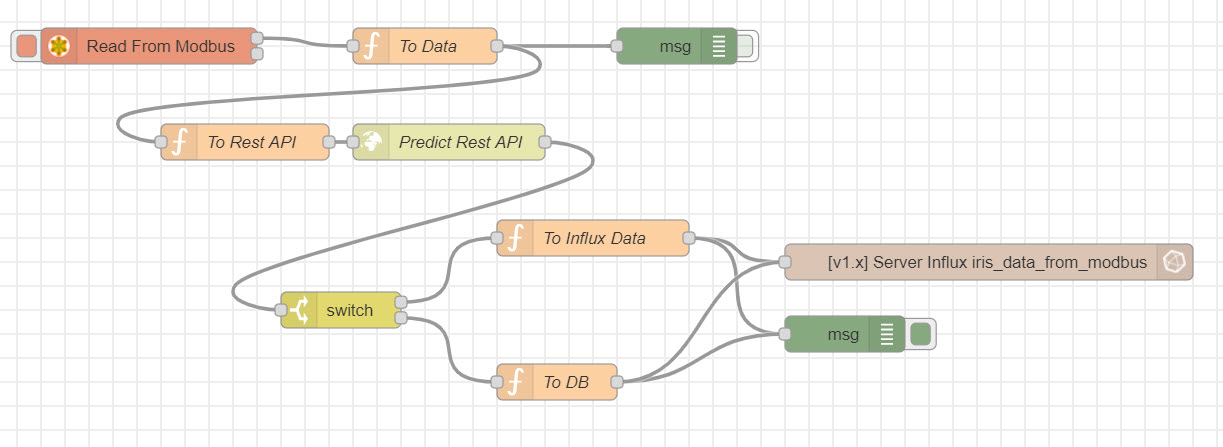 Read From Modbus
To Data
msg
To Rest API
Predict Rest API
To Influx Data
[v1.x] Server Influx iris_data_from_modbus
switch
msg
To DB